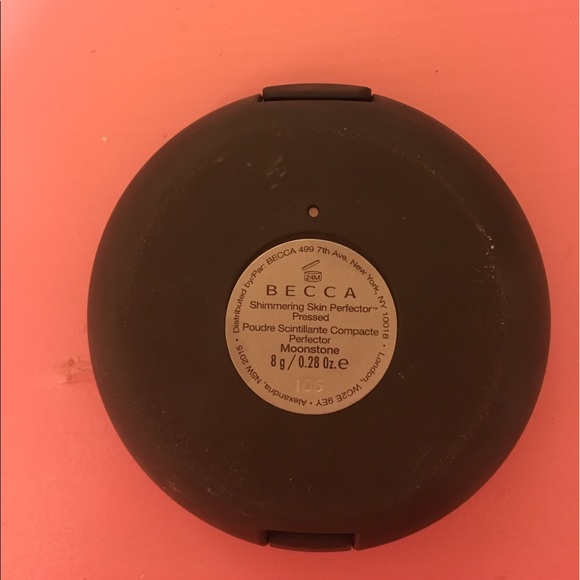 Distributed by/Par: BECCA 499 7th Ave, New York, NY 10018 • London, WC2E 9EY • Alexandria, NSW 2015 •
24M
BECCA
Shimmering Skin Perfector™
Pressed
Poudre Scintillante Compacte
Perfector
Moonstone
8 g / 0.28 Oz. e